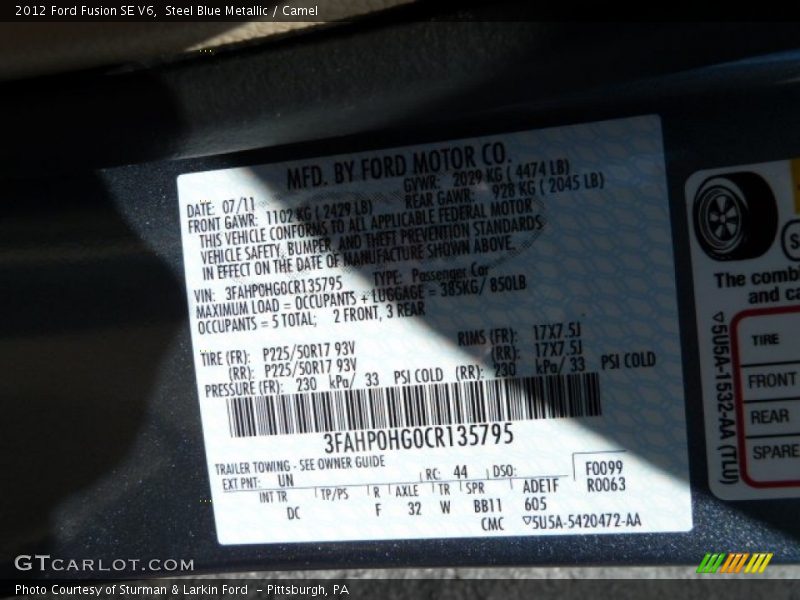 2012 Ford Fusion SE V6,  Steel Blue Metallic / Camel
MFD. BY FORD MOTOR CO.
DATE: 07/11 GVWR: 2029 KG ( 4474 LB)
FRONT GAWR: 1102 KG ( 2429 LB) REAR GAWR: 928 KG ( 2045 LB)
THIS VEHICLE CONFORMS TO ALL APPLICABLE FEDERAL MOTOR
VEHICLE SAFETY, BUMPER, AND THEFT PREVENTION STANDARDS
IN EFFECT ON THE DATE OF MANUFACTURE SHOWN ABOVE.
VIN: 3FAHP0HG0CR135795 TYPE: Passenger Car
MAXIMUM LOAD = OCCUPANTS + LUGGAGE = 385KG/ 850LB
OCCUPANTS = 5 TOTAL; 2 FRONT, 3 REAR
TIRE (FR): P225/50R17 93V RIMS (FR): 17X7.5J
(RR): P225/50R17 93V (RR): 17X7.5J
PRESSURE (FR): 230 kPa/ 33 PSI COLD (RR): 230 kPa/ 33 PSI COLD
3FAHP0HG0CR135795
TRAILER TOWING - SEE OWNER GUIDE
EXT PNT: UN RC: 44 DSO: F0099
R0063
INT TR TP/PS R AXLE TR SPR ADE1F
DC F 32 W BB11 605
CMC ▽5U5A-5420472-AA
The comb
and ca
▽5U5A-1532-AA (TLU)
TIRE
FRONT
REAR
SPARE
GTCARLOT.COM
Photo Courtesy of Sturman & Larkin Ford  - Pittsburgh, PA